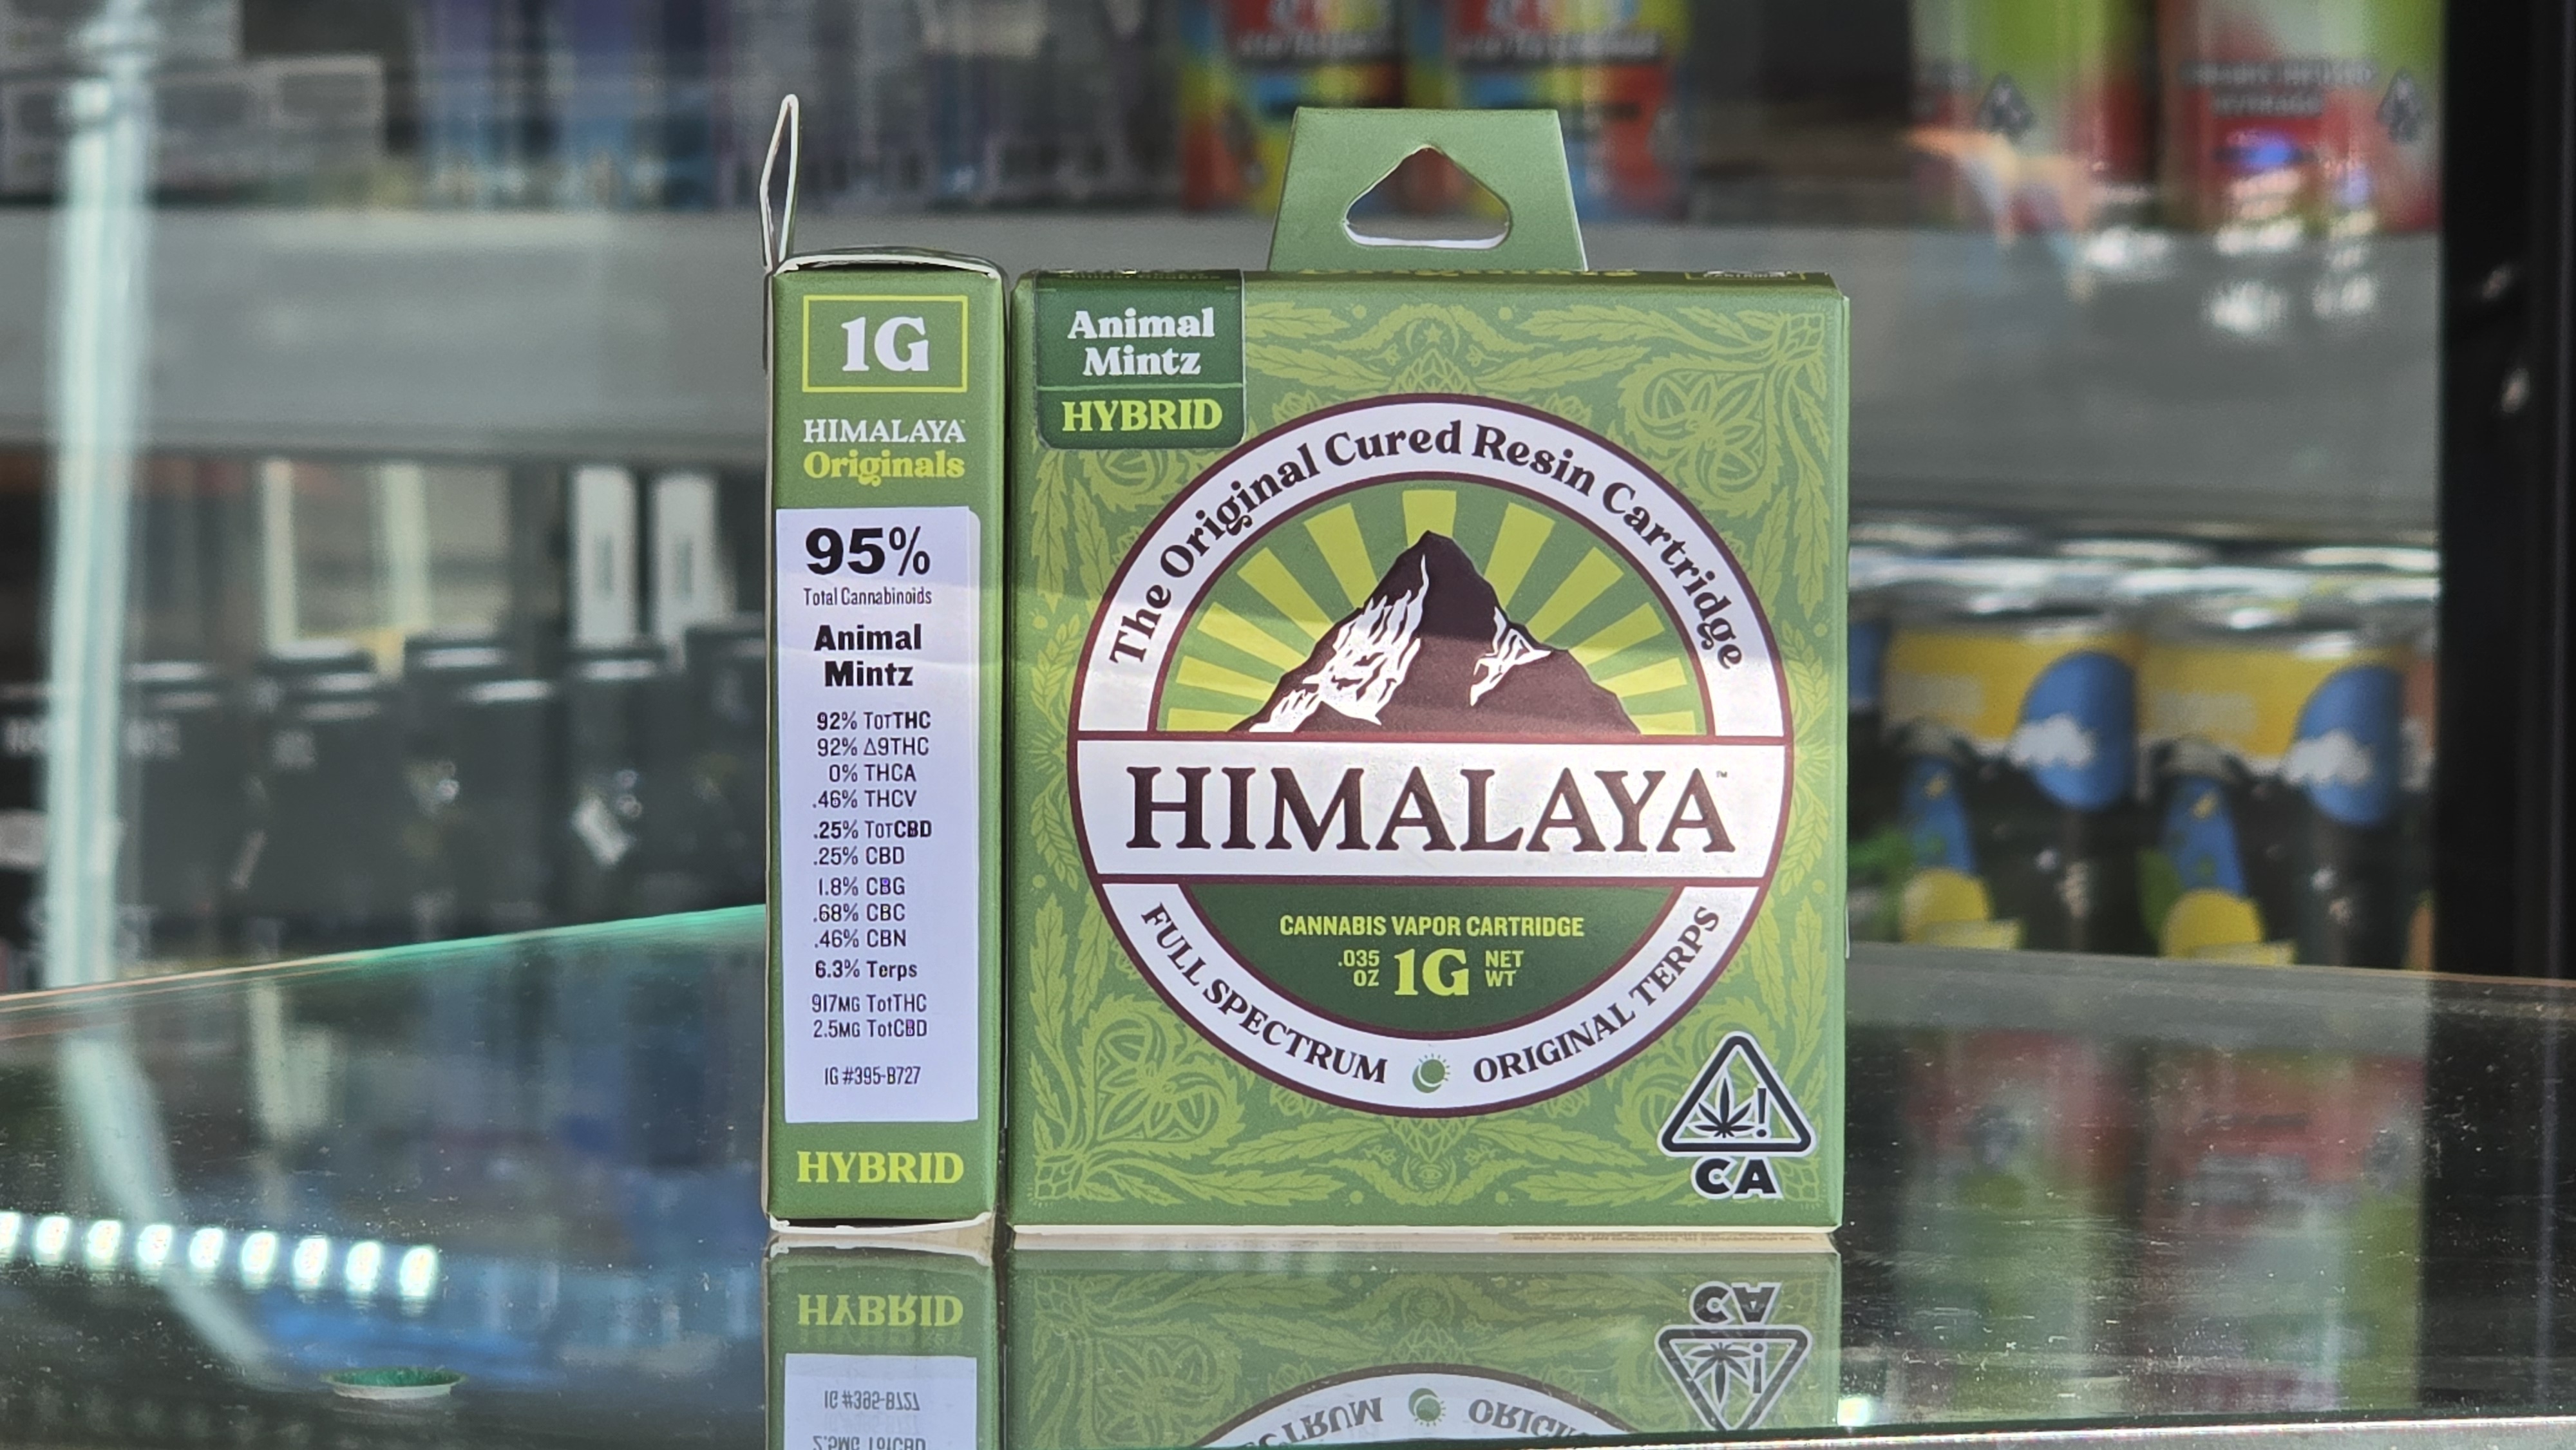 1G
HIMALAYA
Originals
95%
Total Cannabinoids
Animal
Mintz
92% TotTHC
92% Δ9THC
0% THCA
.46% THCV
.25% TotCBD
.25% CBD
1.8% CBG
.68% CBC
.46% CBN
6.3% Terps
917MG TotTHC
2.5MG TotCBD
1G #395-B727
HYBRID
Animal
Mintz
HYBRID
The Original Cured Resin Cartridge
HIMALAYA™
CANNABIS VAPOR CARTRIDGE
.035 OZ 1G NET WT
FULL SPECTRUM ORIGINAL TERPS
!
CA